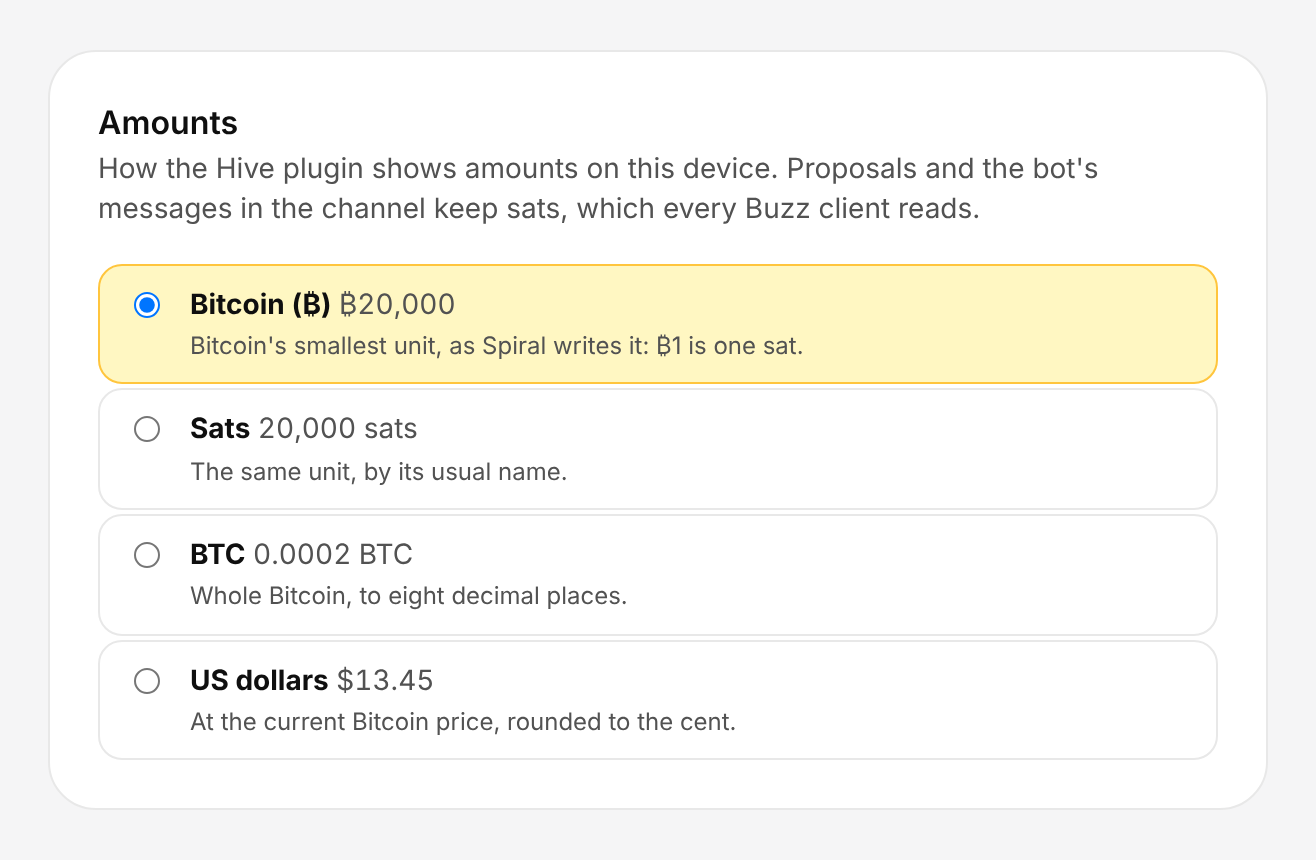 Amounts
How the Hive plugin shows amounts on this device. Proposals and the bot's
messages in the channel keep sats, which every Buzz client reads.
Bitcoin (₿) ₿20,000
Bitcoin's smallest unit, as Spiral writes it: ₿1 is one sat.
Sats 20,000 sats
The same unit, by its usual name.
BTC 0.0002 BTC
Whole Bitcoin, to eight decimal places.
US dollars $13.45
At the current Bitcoin price, rounded to the cent.